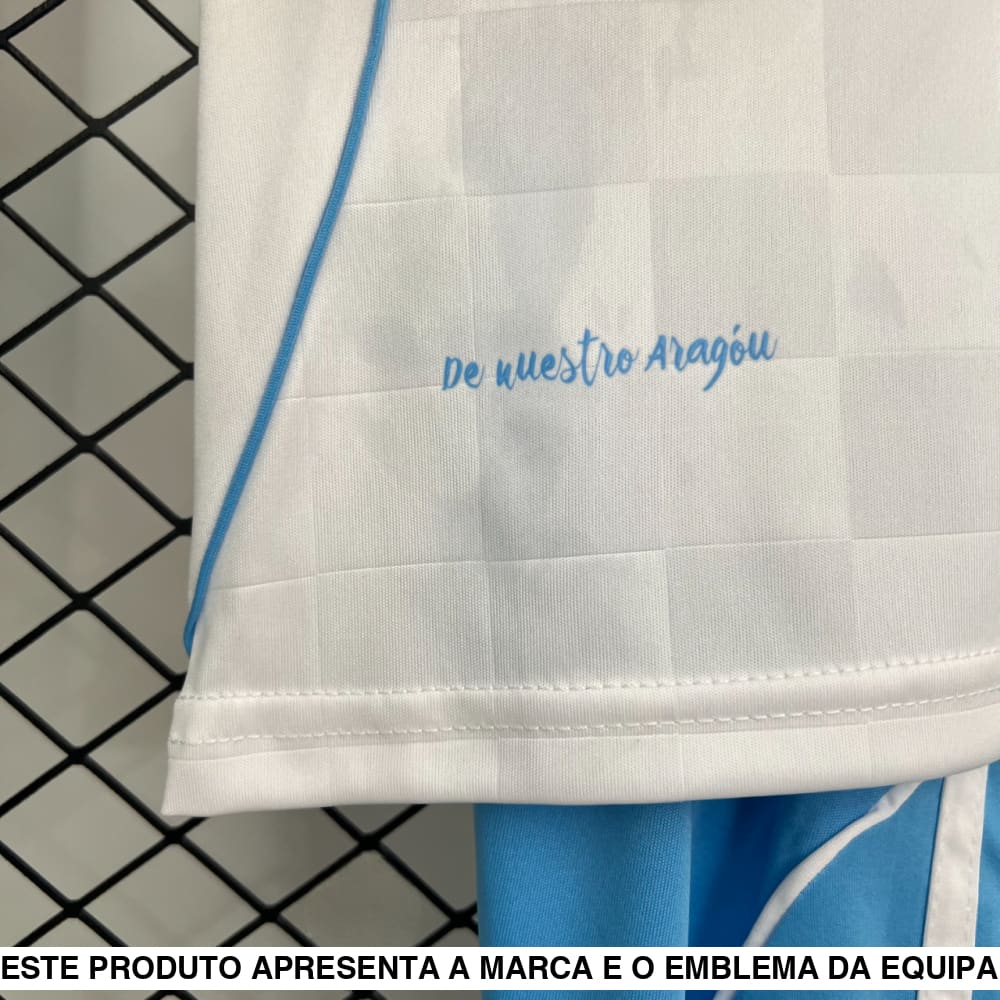 De nuestro Aragón
ESTE PRODUTO APRESENTA A MARCA E O EMBLEMA DA EQUIPA